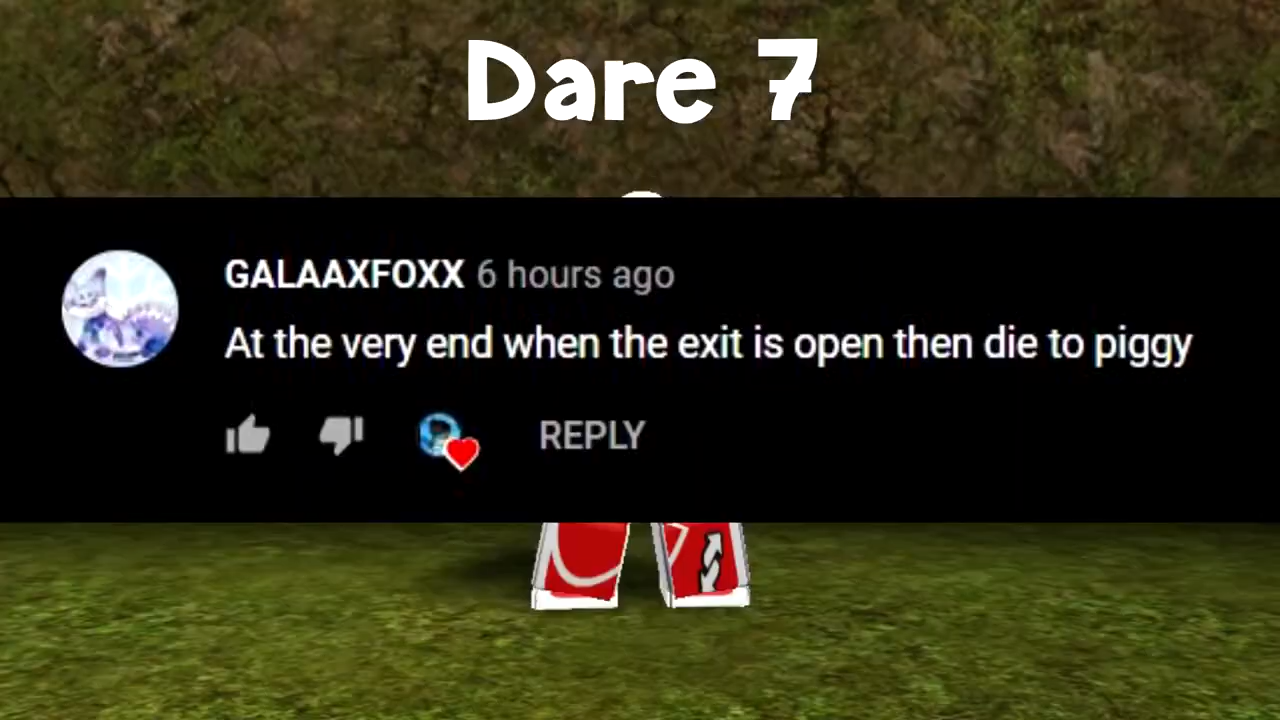 Dare 7
GALAAXFOXX 6 hours ago
At the very end when the exit is open then die to piggy
REPLY